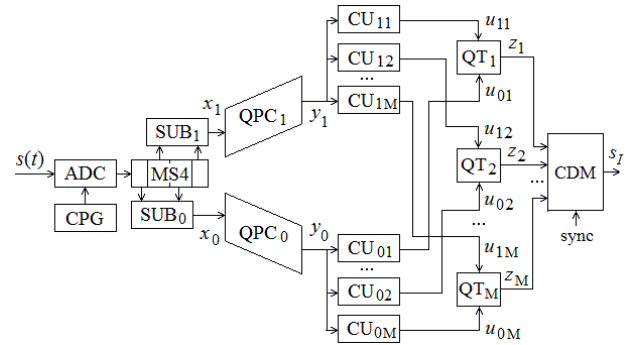 CU11 u11
CU12 QT1 z1
...
CU1M u01
x1 QPC1 y1
SUB1 u12
s(t) ADC MS4 QT2 z2 CDM sI
...
CPG SUB0 u02
x0 QPC0 y0 ... sync
CU01 u1M
...
CU02 QTM zM
CU0M u0M